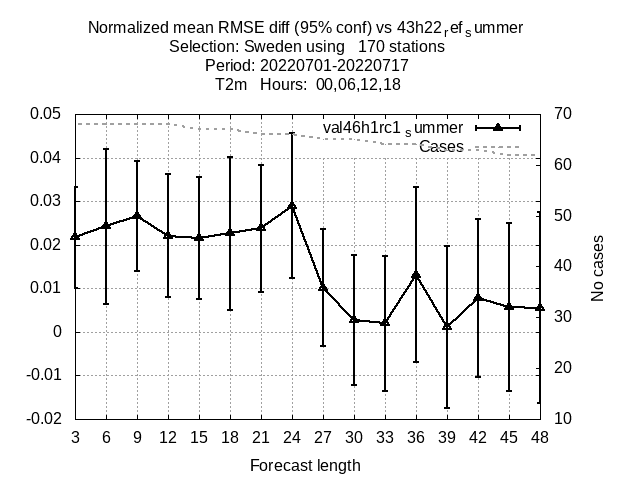 Normalized mean RMSE diff (95% conf) vs 43h22refsummer
Selection: Sweden using 170 stations
Period: 20220701-20220717
T2m Hours: 00,06,12,18
val46h1rc1summer
Cases
0.05
0.04
0.03
0.02
0.01
0
-0.01
-0.02
70
60
50
40
30
20
10
No cases
3 6 9 12 15 18 21 24 27 30 33 36 39 42 45 48
Forecast length